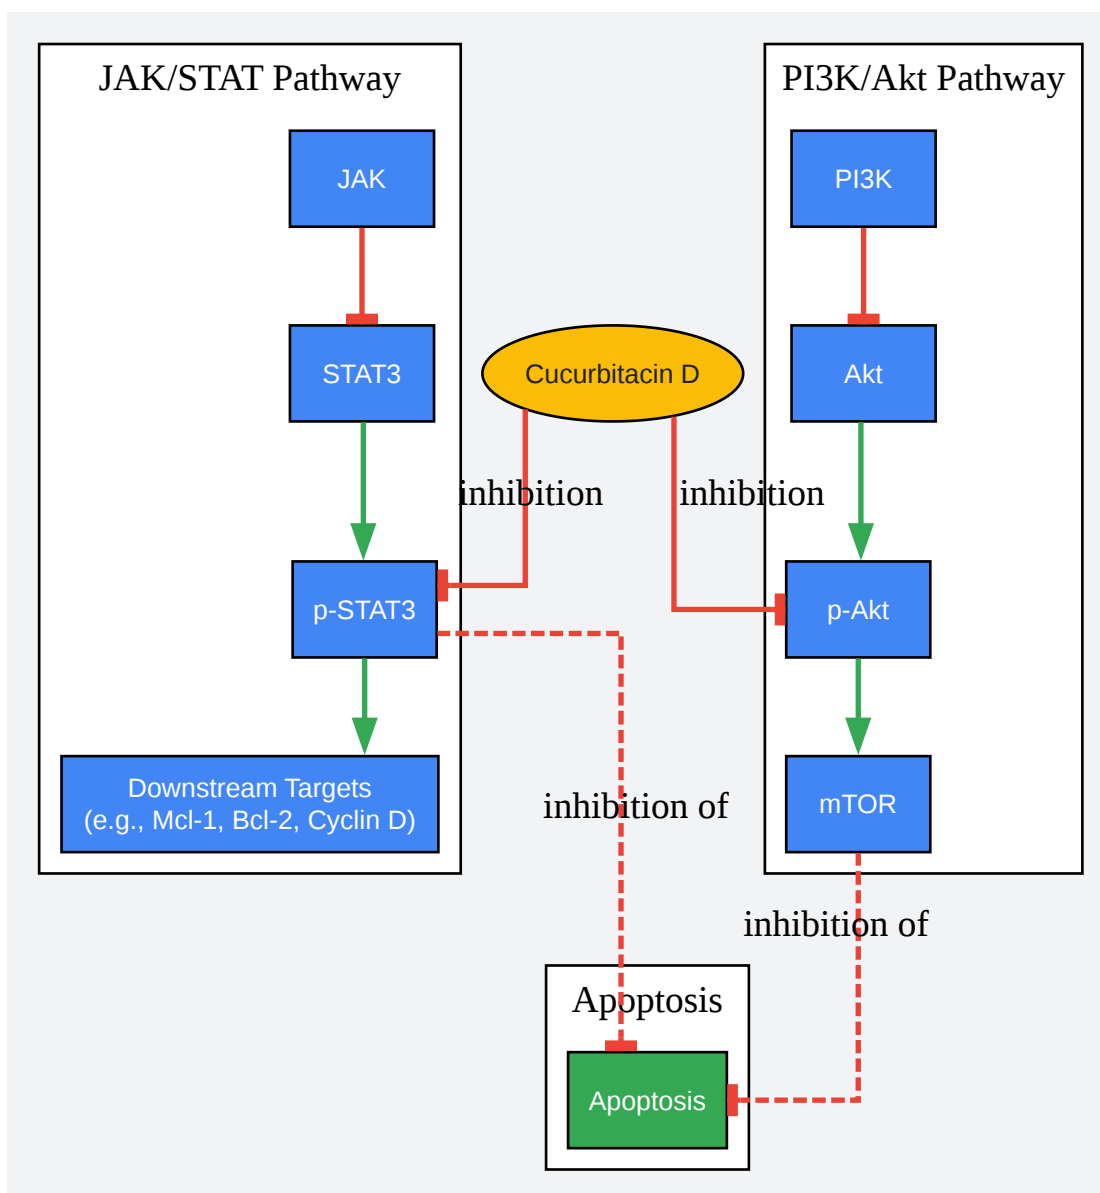 JAK/STAT Pathway
PI3K/Akt Pathway
JAK
PI3K
STAT3
Cucurbitacin D
Akt
inhibition
inhibition
p-STAT3
p-Akt
Downstream Targets
(e.g., Mcl-1, Bcl-2, Cyclin D)
mTOR
inhibition of
inhibition of
Apoptosis
Apoptosis